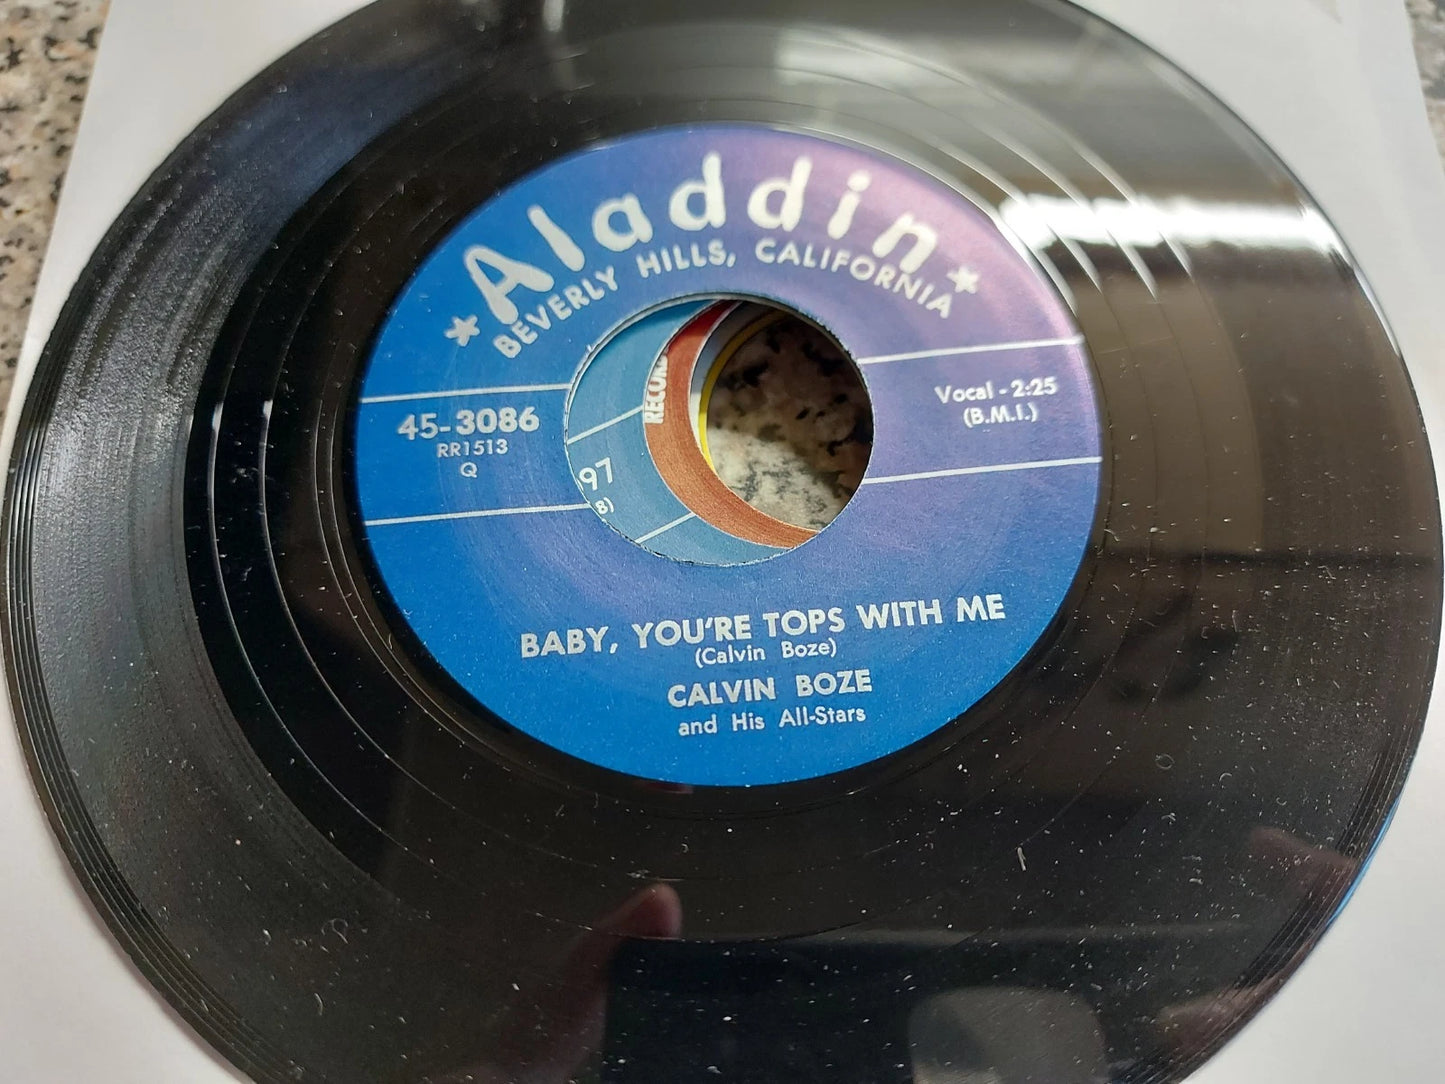 ★Aladdin★
BEVERLY HILLS, CALIFORNIA
45-3086
RR1513
Q
Vocal - 2:25
(B.M.I.)
RECORD
97
B)
BABY, YOU'RE TOPS WITH ME
(Calvin Boze)
CALVIN BOZE
and His All-Stars